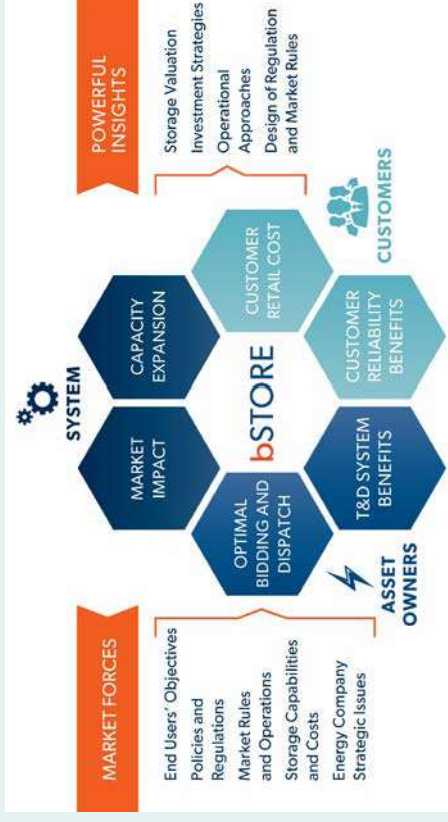 MARKET FORCES
End Users' Objectives
Policies and
Regulations
Market Rules
and Operations
Storage Capabilities
and Costs
Energy Company
Strategic Issues
SYSTEM
MARKET
IMPACT
CAPACITY
EXPANSION
OPTIMAL
BIDDING AND
DISPATCH
bSTORE
CUSTOMER
RETAIL COST
T&D SYSTEM
BENEFITS
CUSTOMER
RELIABILITY
BENEFITS
ASSET
OWNERS
CUSTOMERS
POWERFUL
INSIGHTS
Storage Valuation
Investment Strategies
Operational
Approaches
Design of Regulation
and Market Rules